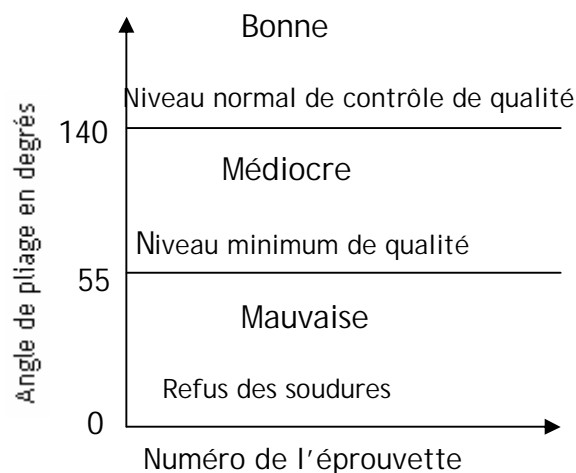 Bonne
Niveau normal de contrôle de qualité
140
Médiocre
Niveau minimum de qualité
55
Mauvaise
Refus des soudures
0
Numéro de l'éprouvette
Angle de pliage en degrés